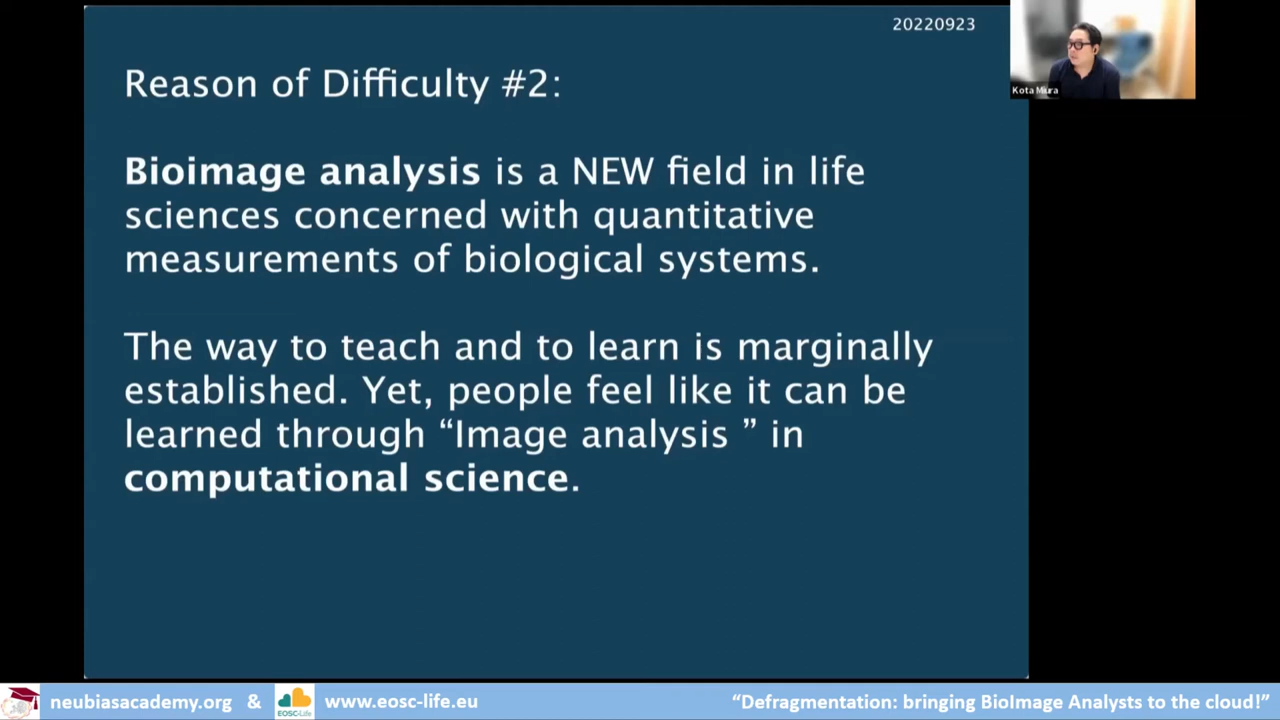 20220923
Reason of Difficulty #2:
Bioimage analysis is a NEW field in life
sciences concerned with quantitative
measurements of biological systems.
The way to teach and to learn is marginally
established. Yet, people feel like it can be
learned through “Image analysis ” in
computational science.
Kota Miura
neubiasacademy.org & EOSC-Life www.eosc-life.eu “Defragmentation: bringing BioImage Analysts to the cloud!”